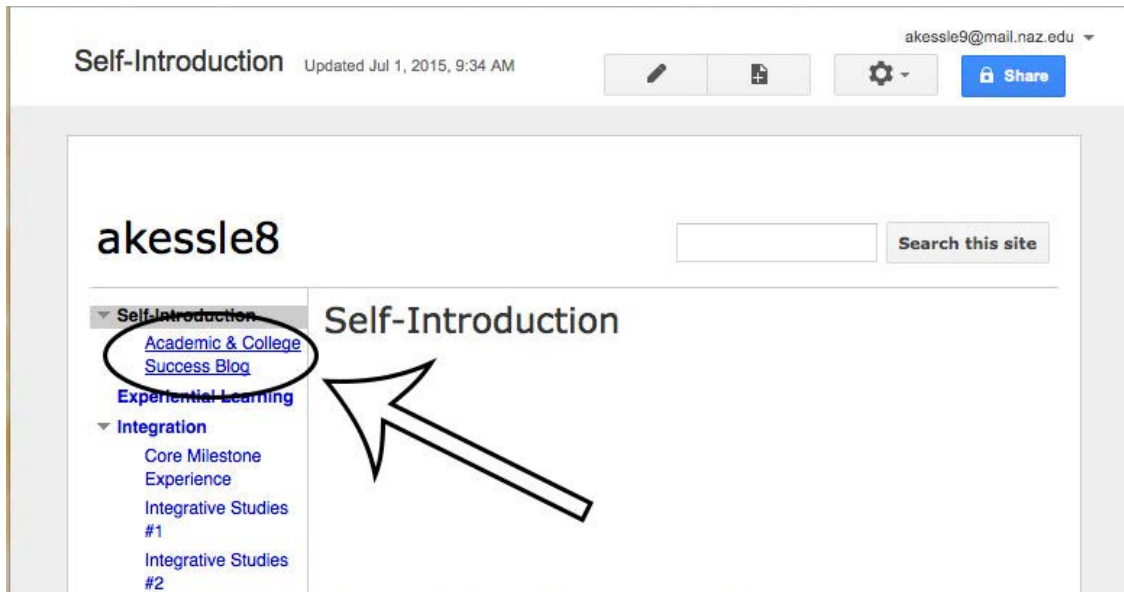 akessle9@mail.naz.edu
Self-Introduction Updated Jul 1, 2015, 9:34 AM
Share
akessle8
Search this site
Self-Introduction
Self-Introduction
Academic & College
Success Blog
Experiential Learning
Integration
Core Milestone
Experience
Integrative Studies
#1
Integrative Studies
#2